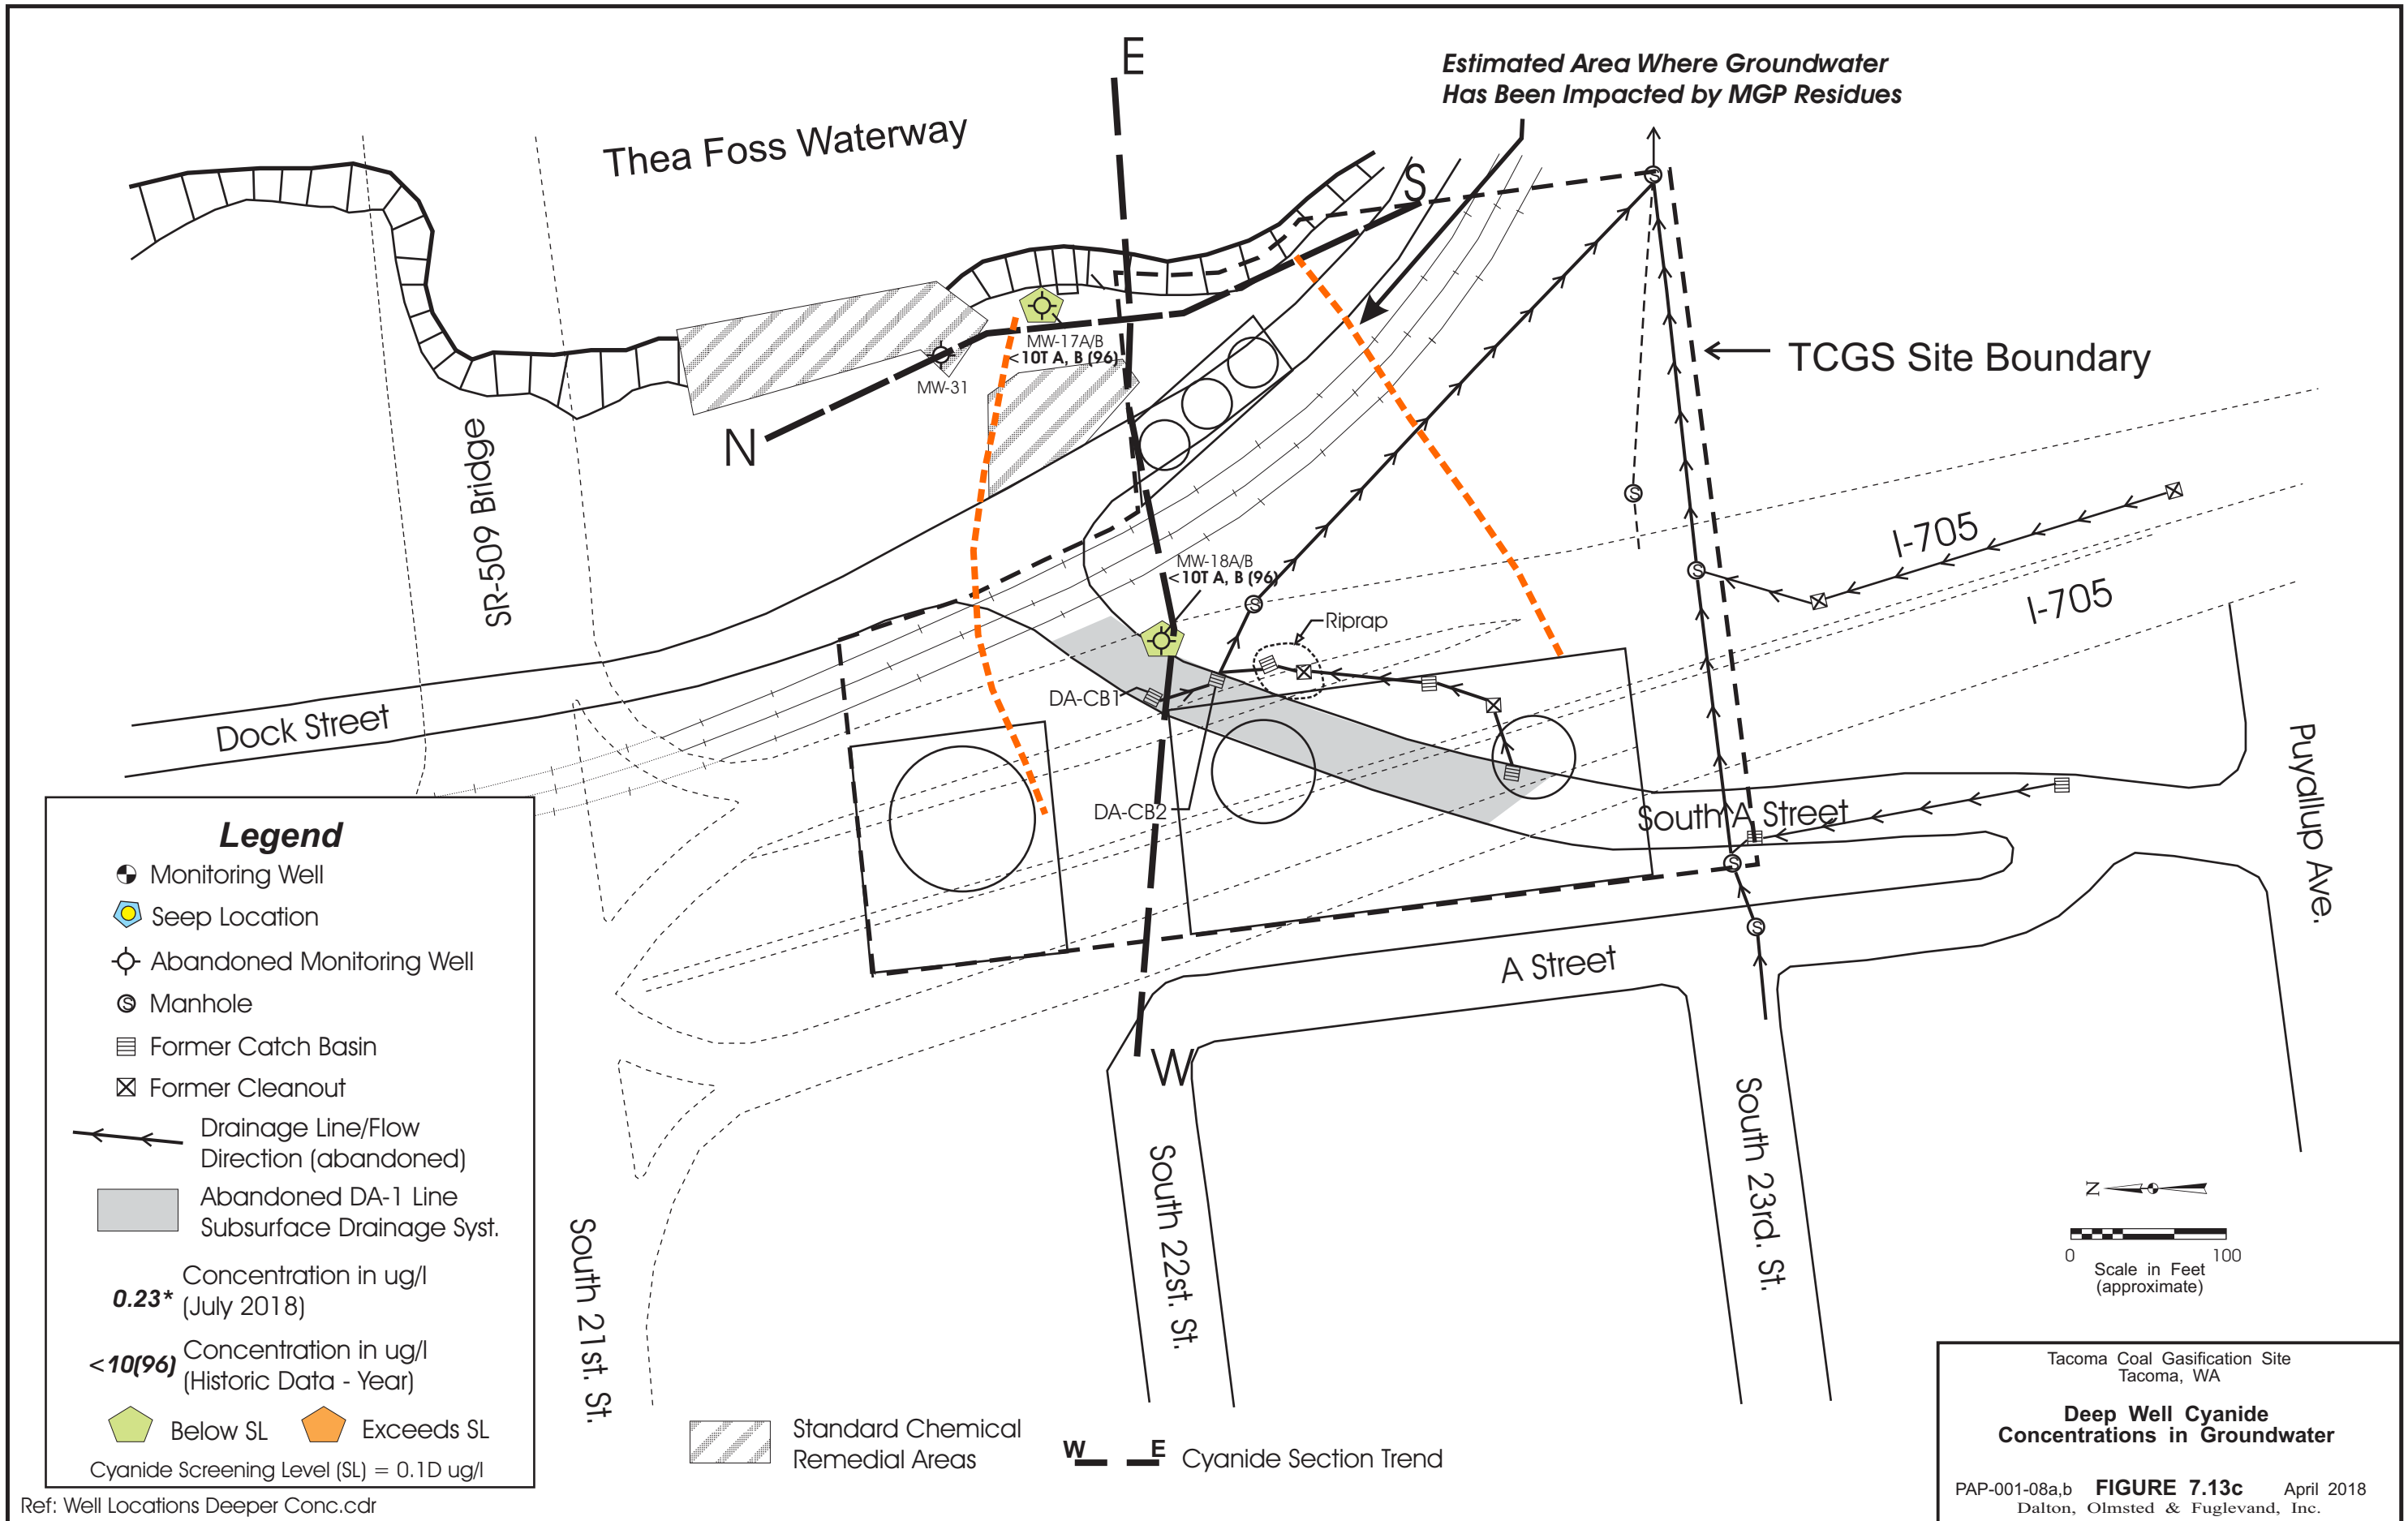 E
Estimated Area Where Groundwater
Has Been Impacted by MGP Residues
Thea Foss Waterway
S
S
TCGS Site Boundary
MW-17A/B
<10T A, B (96)
MW-31
N
SR-509 Bridge
S
I-705
I-705
MW-18A/B
<10T A, B (96)
S
S
Riprap
DA-CB1
DA-CB2
Dock Street
South A Street
Puyallup Ave.
S
S
A Street
W
South 21st. St.
South 22st. St.
South 23rd. St.
N
0 100
Scale in Feet
(approximate)
Legend
Monitoring Well
Seep Location
Abandoned Monitoring Well
S Manhole
Former Catch Basin
Former Cleanout
Drainage Line/Flow
Direction (abandoned)
Abandoned DA-1 Line
Subsurface Drainage Syst.
0.23* Concentration in ug/l
(July 2018)
<10(96) Concentration in ug/l
(Historic Data - Year)
Below SL Exceeds SL
Cyanide Screening Level (SL) = 0.1D ug/l
Standard Chemical
Remedial Areas
W E Cyanide Section Trend
Ref: Well Locations Deeper Conc.cdr
Tacoma Coal Gasification Site
Tacoma, WA
Deep Well Cyanide
Concentrations in Groundwater
PAP-001-08a,b FIGURE 7.13c April 2018
Dalton, Olmsted & Fuglevand, Inc.